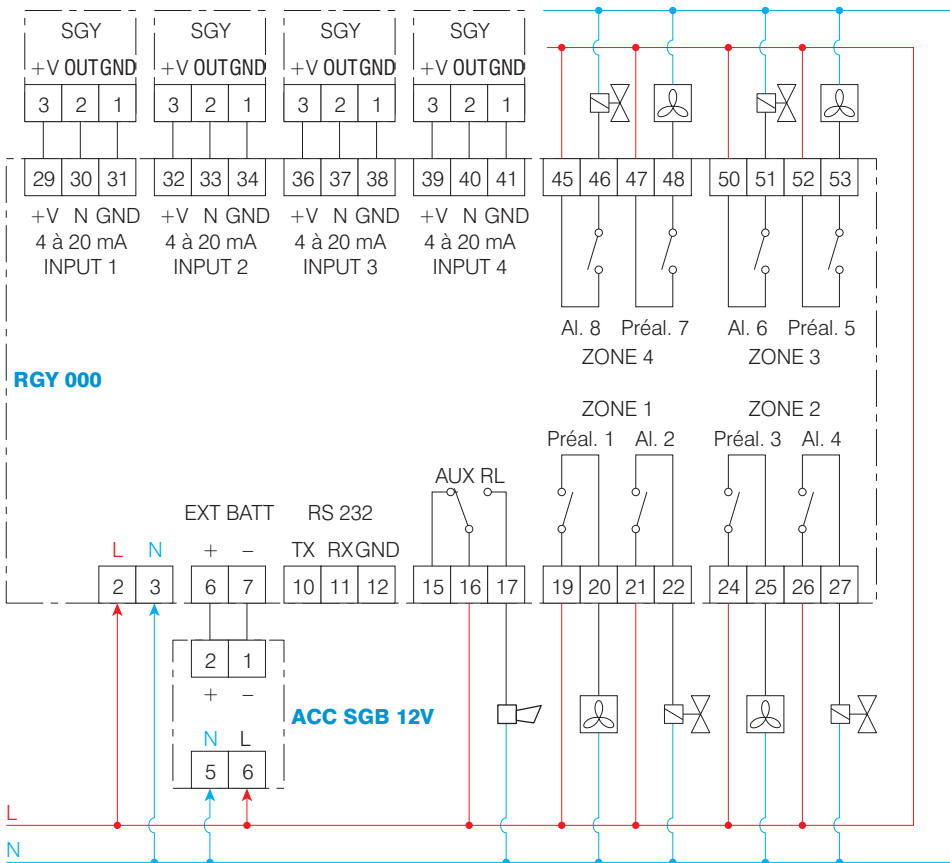 SGY SGY SGY SGY
+V OUT GND +V OUT GND +V OUT GND +V OUT GND
3 2 1 3 2 1 3 2 1 3 2 1
29 30 31 32 33 34 36 37 38 39 40 41 45 46 47 48 50 51 52 53
+V N GND +V N GND +V N GND +V N GND
4 à 20 mA 4 à 20 mA 4 à 20 mA 4 à 20 mA
INPUT 1 INPUT 2 INPUT 3 INPUT 4
Al. 8 Préal. 7 Al. 6 Préal. 5
ZONE 4 ZONE 3
RGY 000
ZONE 1 ZONE 2
Préal. 1 Al. 2 Préal. 3 Al. 4
AUX RL
EXT BATT RS 232
L N + – TX RX GND
2 3 6 7 10 11 12 15 16 17 19 20 21 22 24 25 26 27
2 1
+ –
ACC SGB 12V
N L
5 6
L
N